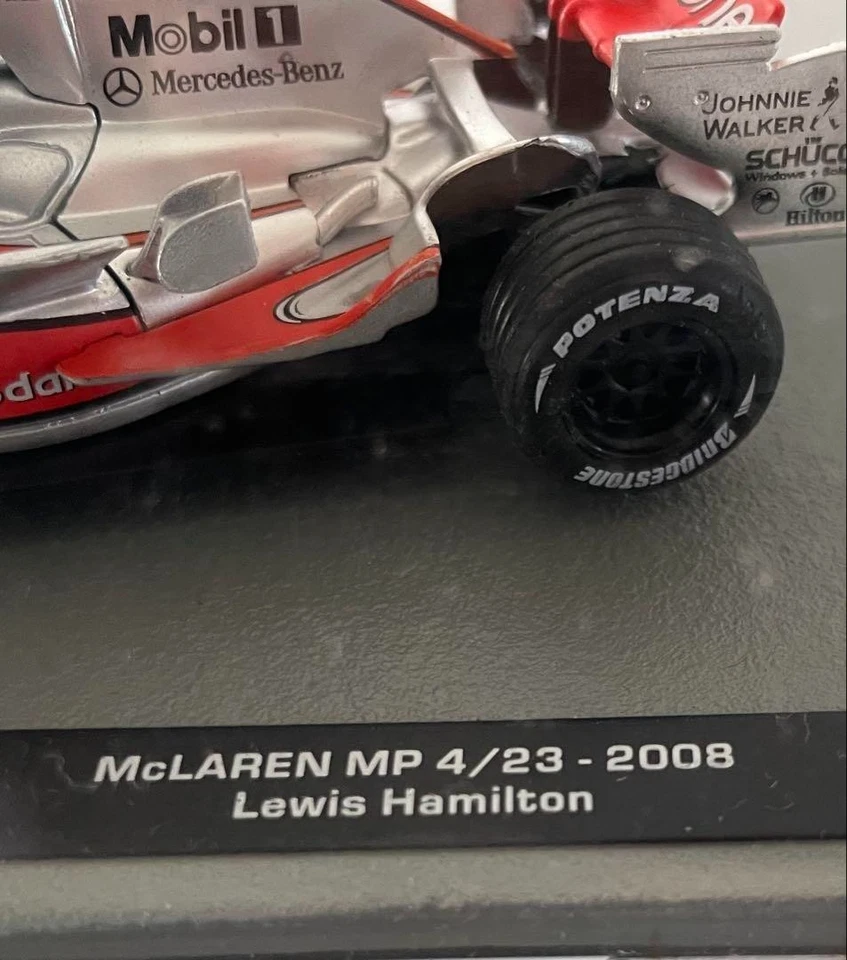 Mobil 1
Mercedes-Benz
JOHNNIE
WALKER
SCHÜCO
Hilton
POTENZA
BRIDGESTONE
McLAREN MP 4/23 - 2008
Lewis Hamilton